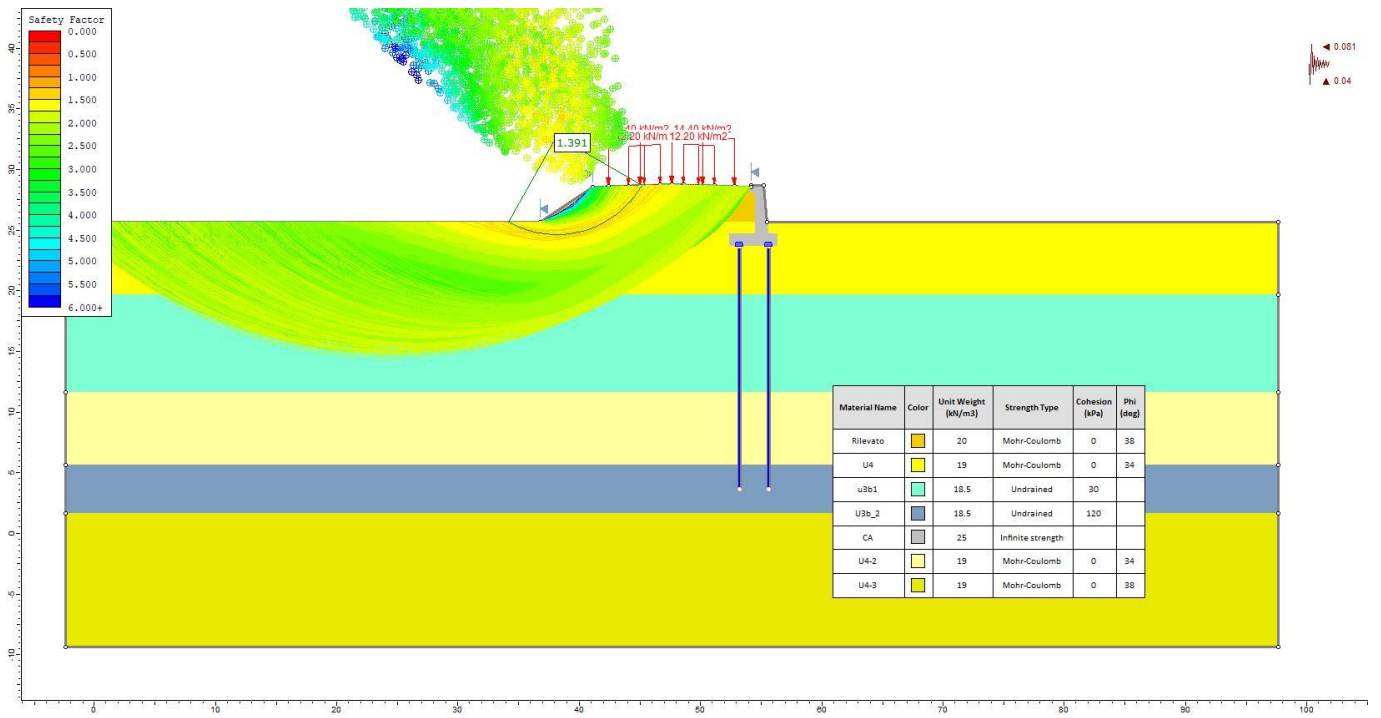 Safety Factor
0.000
0.500
1.000
1.500
2.000
2.500
3.000
3.500
4.000
4.500
5.000
5.500
6.000+
40
35
30
25
20
15
10
5
0
-5
-10
0.081
0.04
1.391
kN/m2 14.40 kN/m2
.20 kN/m 12.20 kN/m2
Material Name Color Unit Weight (kN/m3) Strength Type Cohesion (kPa) Phi (deg)
Rilevato 20 Mohr-Coulomb 0 38
U4 19 Mohr-Coulomb 0 34
u3b1 18.5 Undrained 30
U3b_2 18.5 Undrained 120
CA 25 Infinite strength
U4-2 19 Mohr-Coulomb 0 34
U4-3 19 Mohr-Coulomb 0 38
0 10 20 30 40 50 60 70 80 90 100